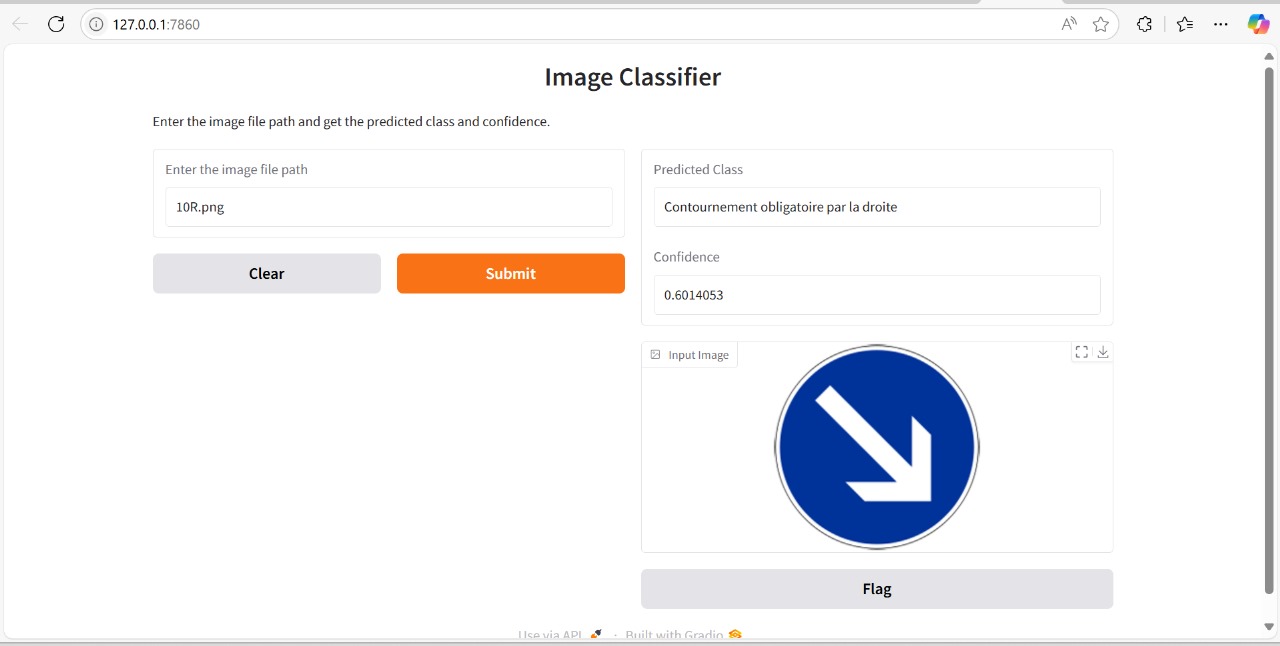 127.0.0.1:7860
Image Classifier
Enter the image file path and get the predicted class and confidence.
Enter the image file path
10R.png
Clear
Submit
Predicted Class
Contournement obligatoire par la droite
Confidence
0.6014053
Input Image
Flag
Use via API · Built with Gradio